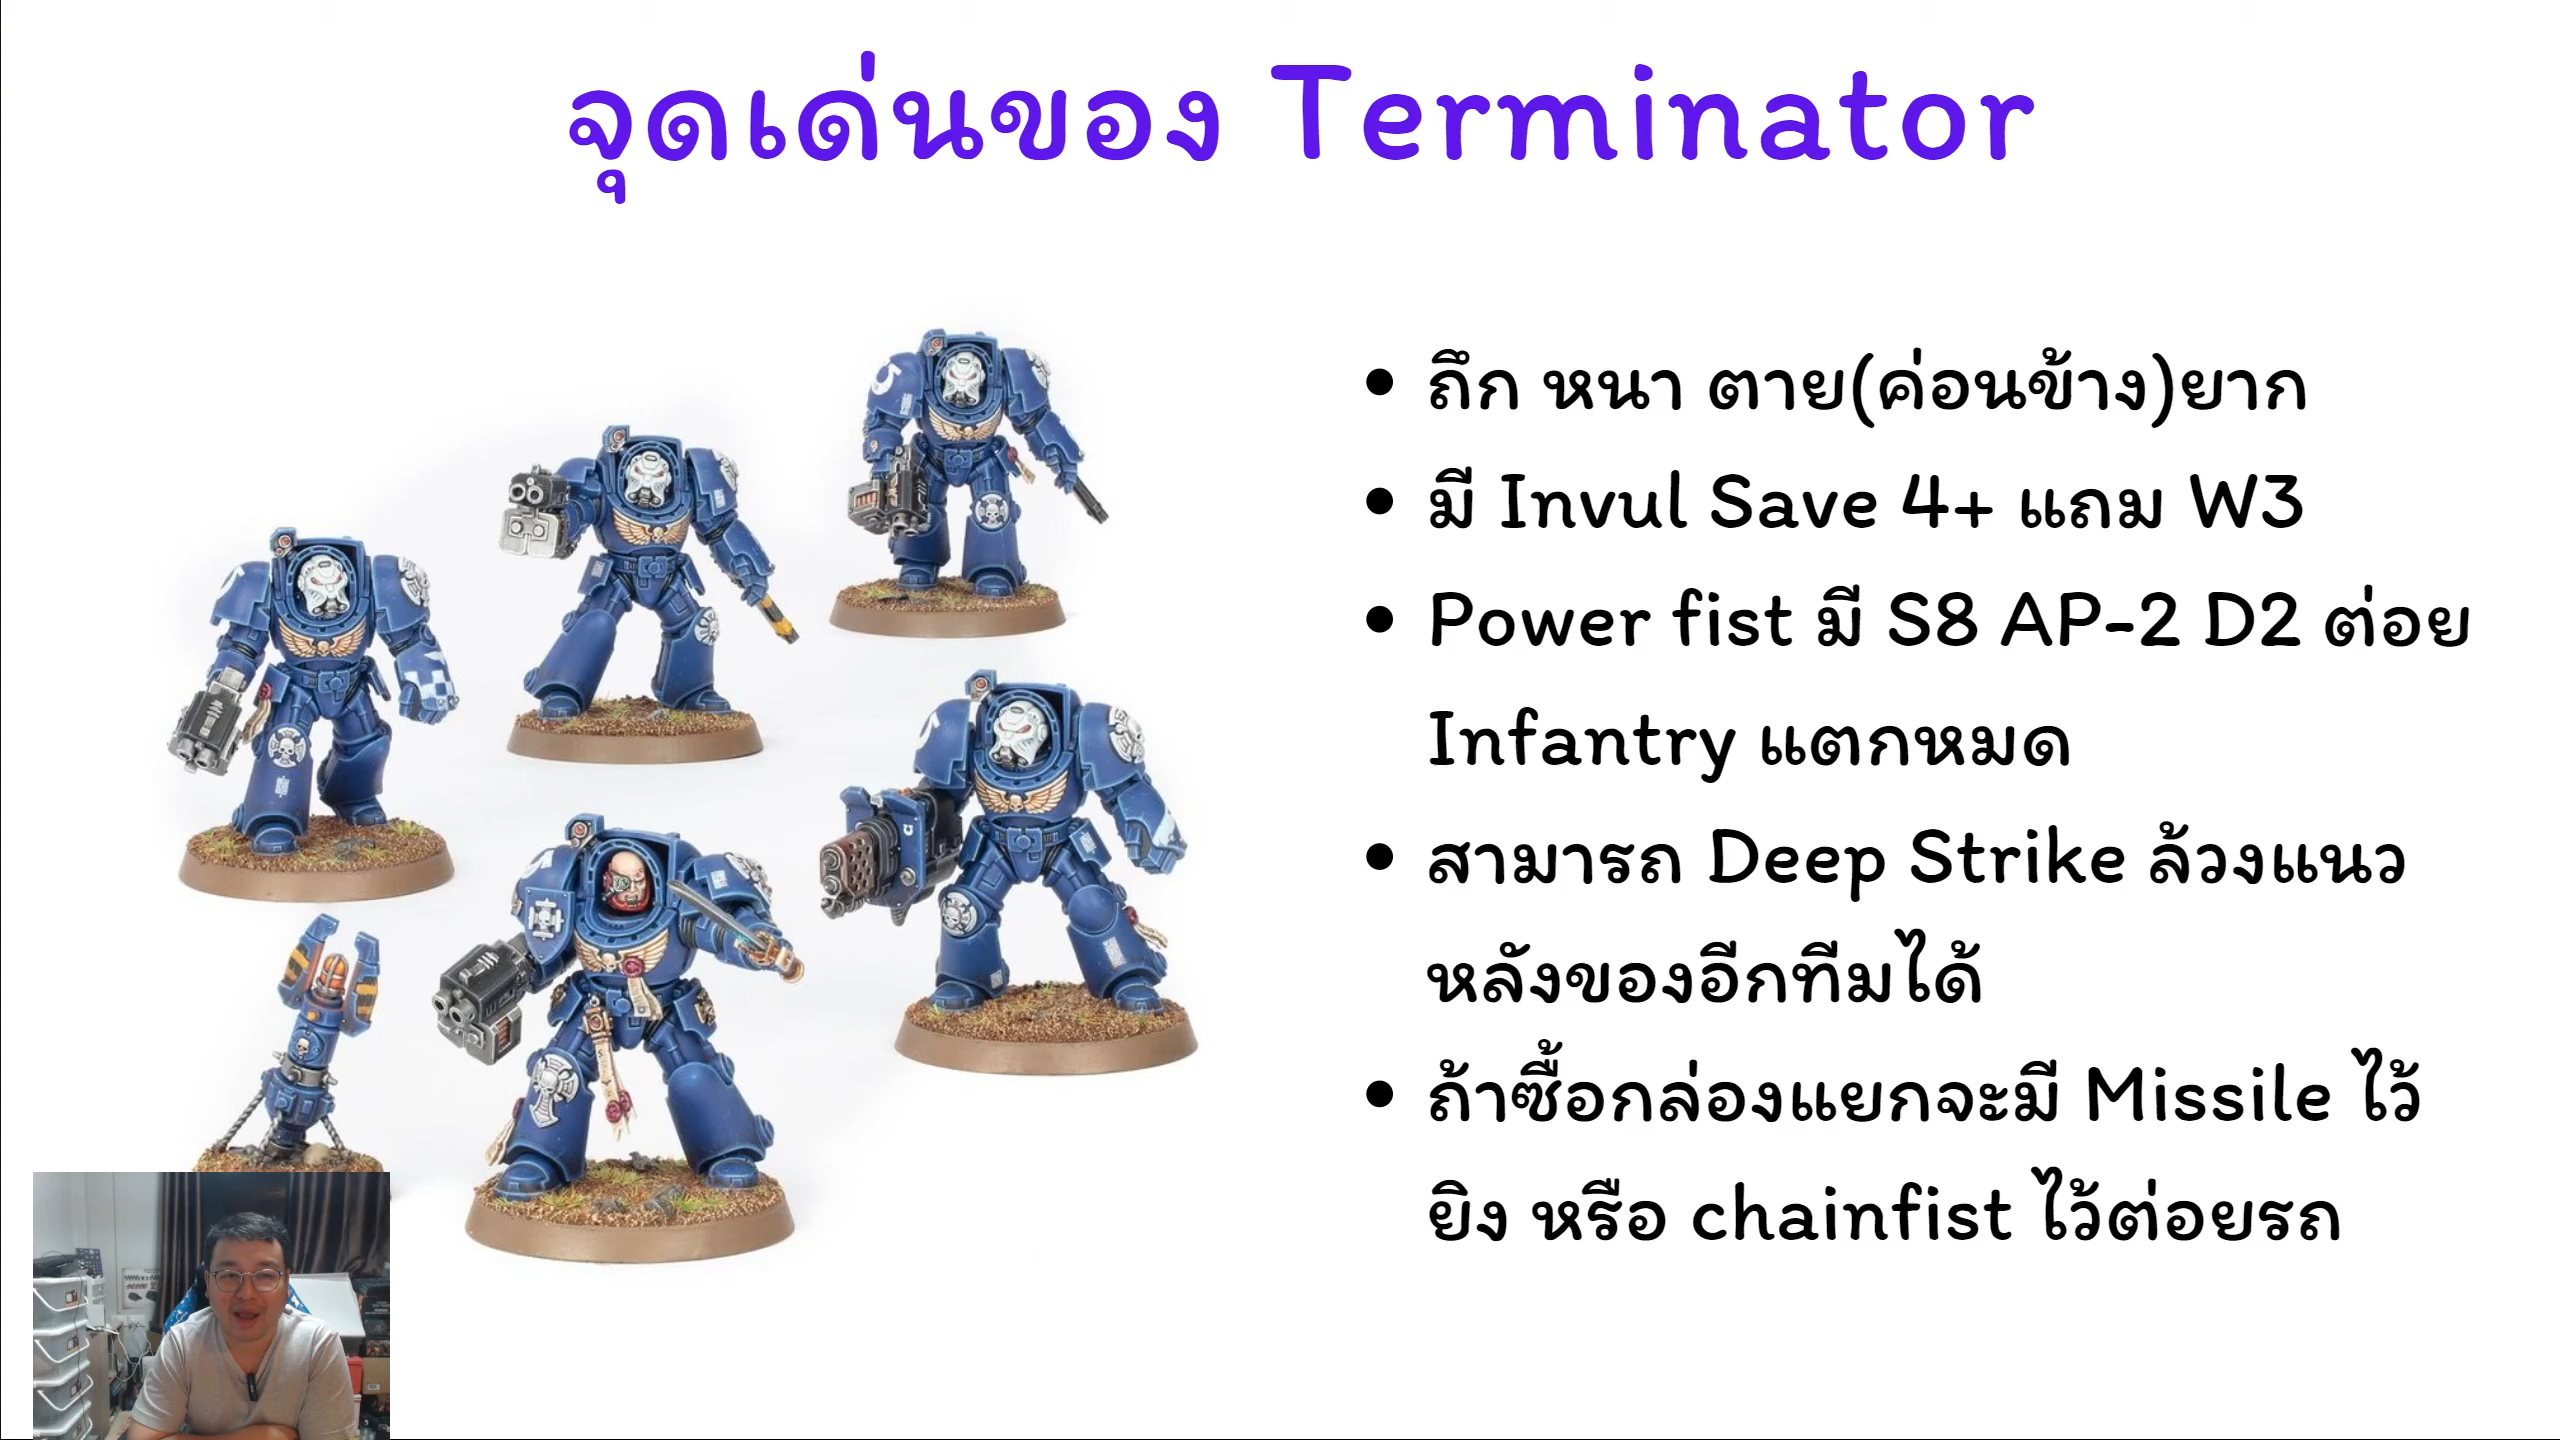 จุดเด่นของ Terminator
• ถึก หนา ตาย(ค่อนข้าง)ยาก
• มี Invul Save 4+ แถม W3
• Power fist มี S8 AP-2 D2 ต่อย
Infantry แตกหมด
• สามารถ Deep Strike ล้วงแนว
หลังของอีกทีมได้
• ถ้าซื้อกล่องแยกจะมี Missile ไว้
ยิง หรือ chainfist ไว้ต่อยรถ